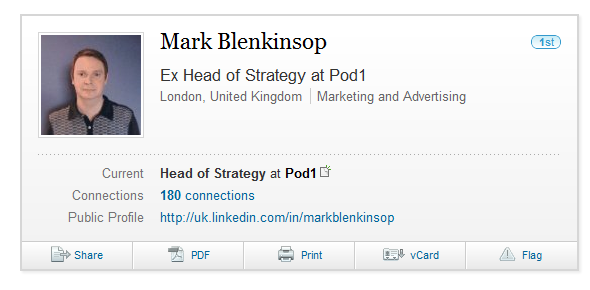 Mark Blenkinsop
1st
Ex Head of Strategy at Pod1
London, United Kingdom | Marketing and Advertising
Current Head of Strategy at Pod1
Connections 180 connections
Public Profile http://uk.linkedin.com/in/markblenkinsop
Share PDF Print vCard Flag